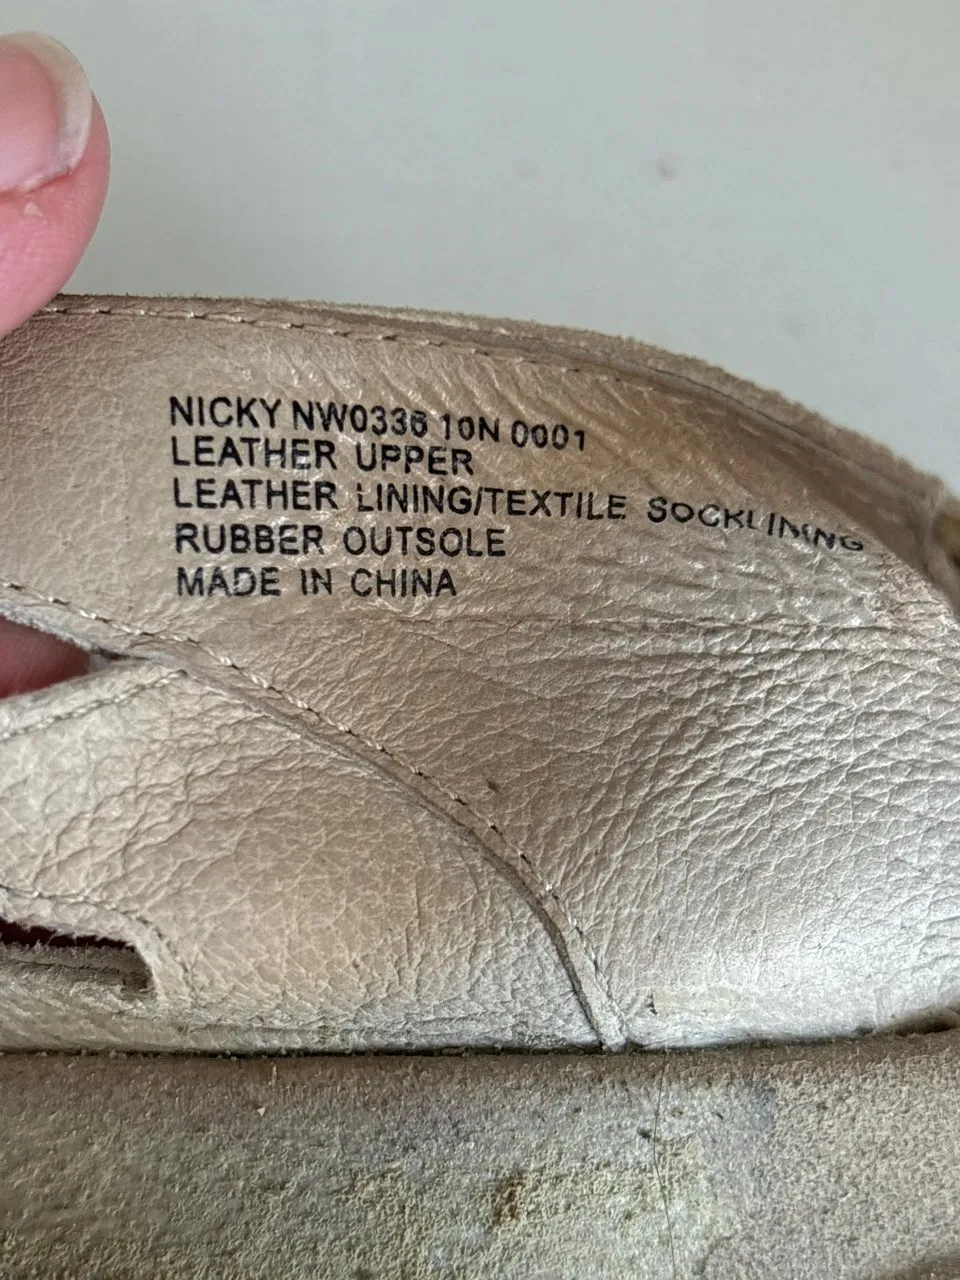 NICKY NW0336 10N 0001
LEATHER UPPER
LEATHER LINING/TEXTILE SOCKLINING
RUBBER OUTSOLE
MADE IN CHINA